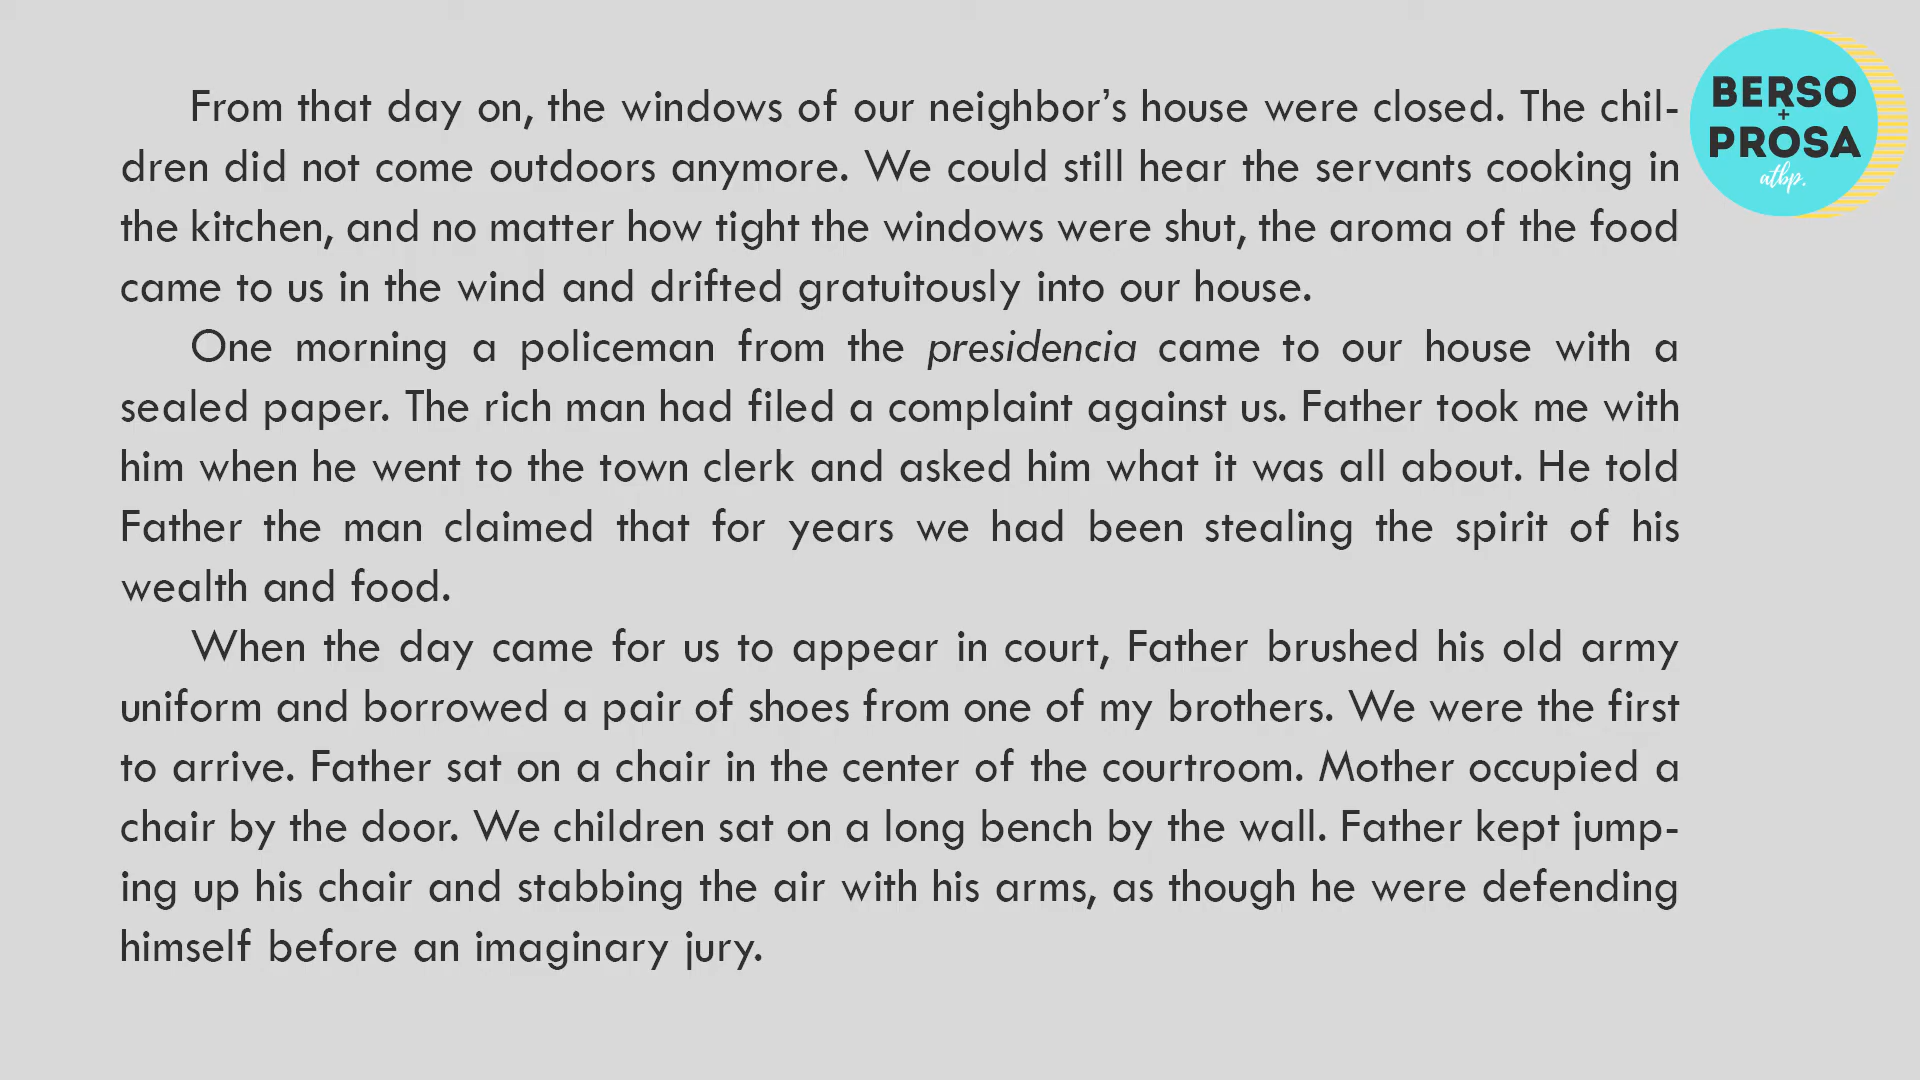 From that day on, the windows of our neighbor’s house were closed. The chil-
dren did not come outdoors anymore. We could still hear the servants cooking in
the kitchen, and no matter how tight the windows were shut, the aroma of the food
came to us in the wind and drifted gratuitously into our house.
One morning a policeman from the presidencia came to our house with a
sealed paper. The rich man had filed a complaint against us. Father took me with
him when he went to the town clerk and asked him what it was all about. He told
Father the man claimed that for years we had been stealing the spirit of his
wealth and food.
When the day came for us to appear in court, Father brushed his old army
uniform and borrowed a pair of shoes from one of my brothers. We were the first
to arrive. Father sat on a chair in the center of the courtroom. Mother occupied a
chair by the door. We children sat on a long bench by the wall. Father kept jump-
ing up his chair and stabbing the air with his arms, as though he were defending
himself before an imaginary jury.
BERSO
+
PROSA
atbp.